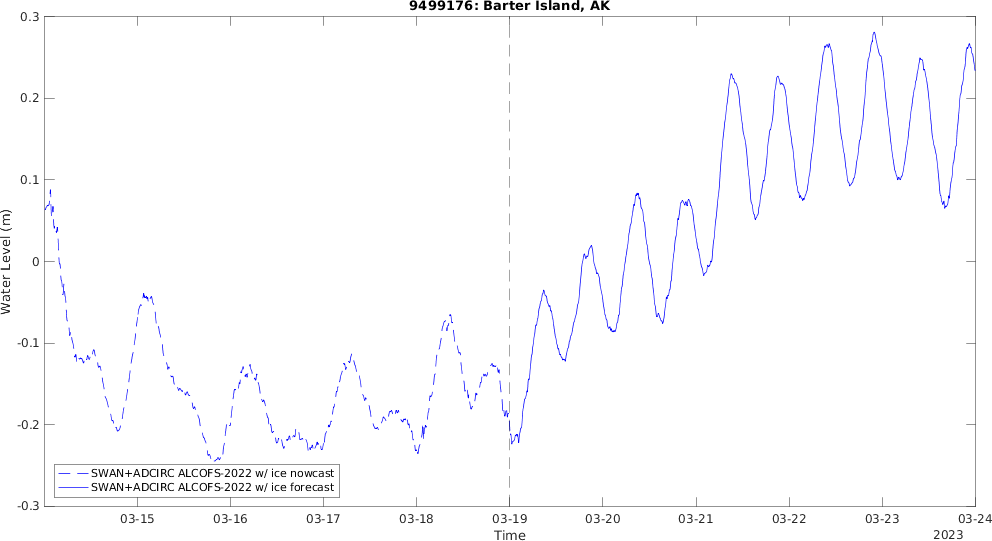 9499176: Barter Island, AK
0.3
0.2
0.1
0
-0.1
-0.2
-0.3
Water Level (m)
SWAN+ADCIRC ALCOFS-2022 w/ ice nowcast
SWAN+ADCIRC ALCOFS-2022 w/ ice forecast
03-15 03-16 03-17 03-18 03-19 03-20 03-21 03-22 03-23 03-24
Time
2023